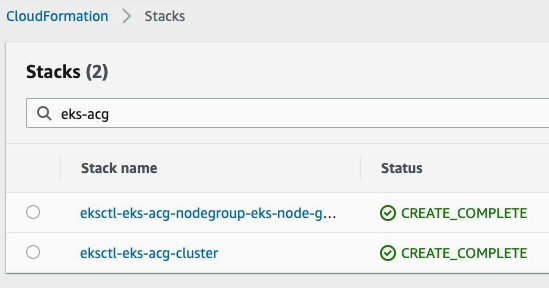 CloudFormation > Stacks
Stacks (2)
eks-acg
Stack name Status
eksctl-eks-acg-nodegroup-eks-node-g... CREATE_COMPLETE
eksctl-eks-acg-cluster CREATE_COMPLETE